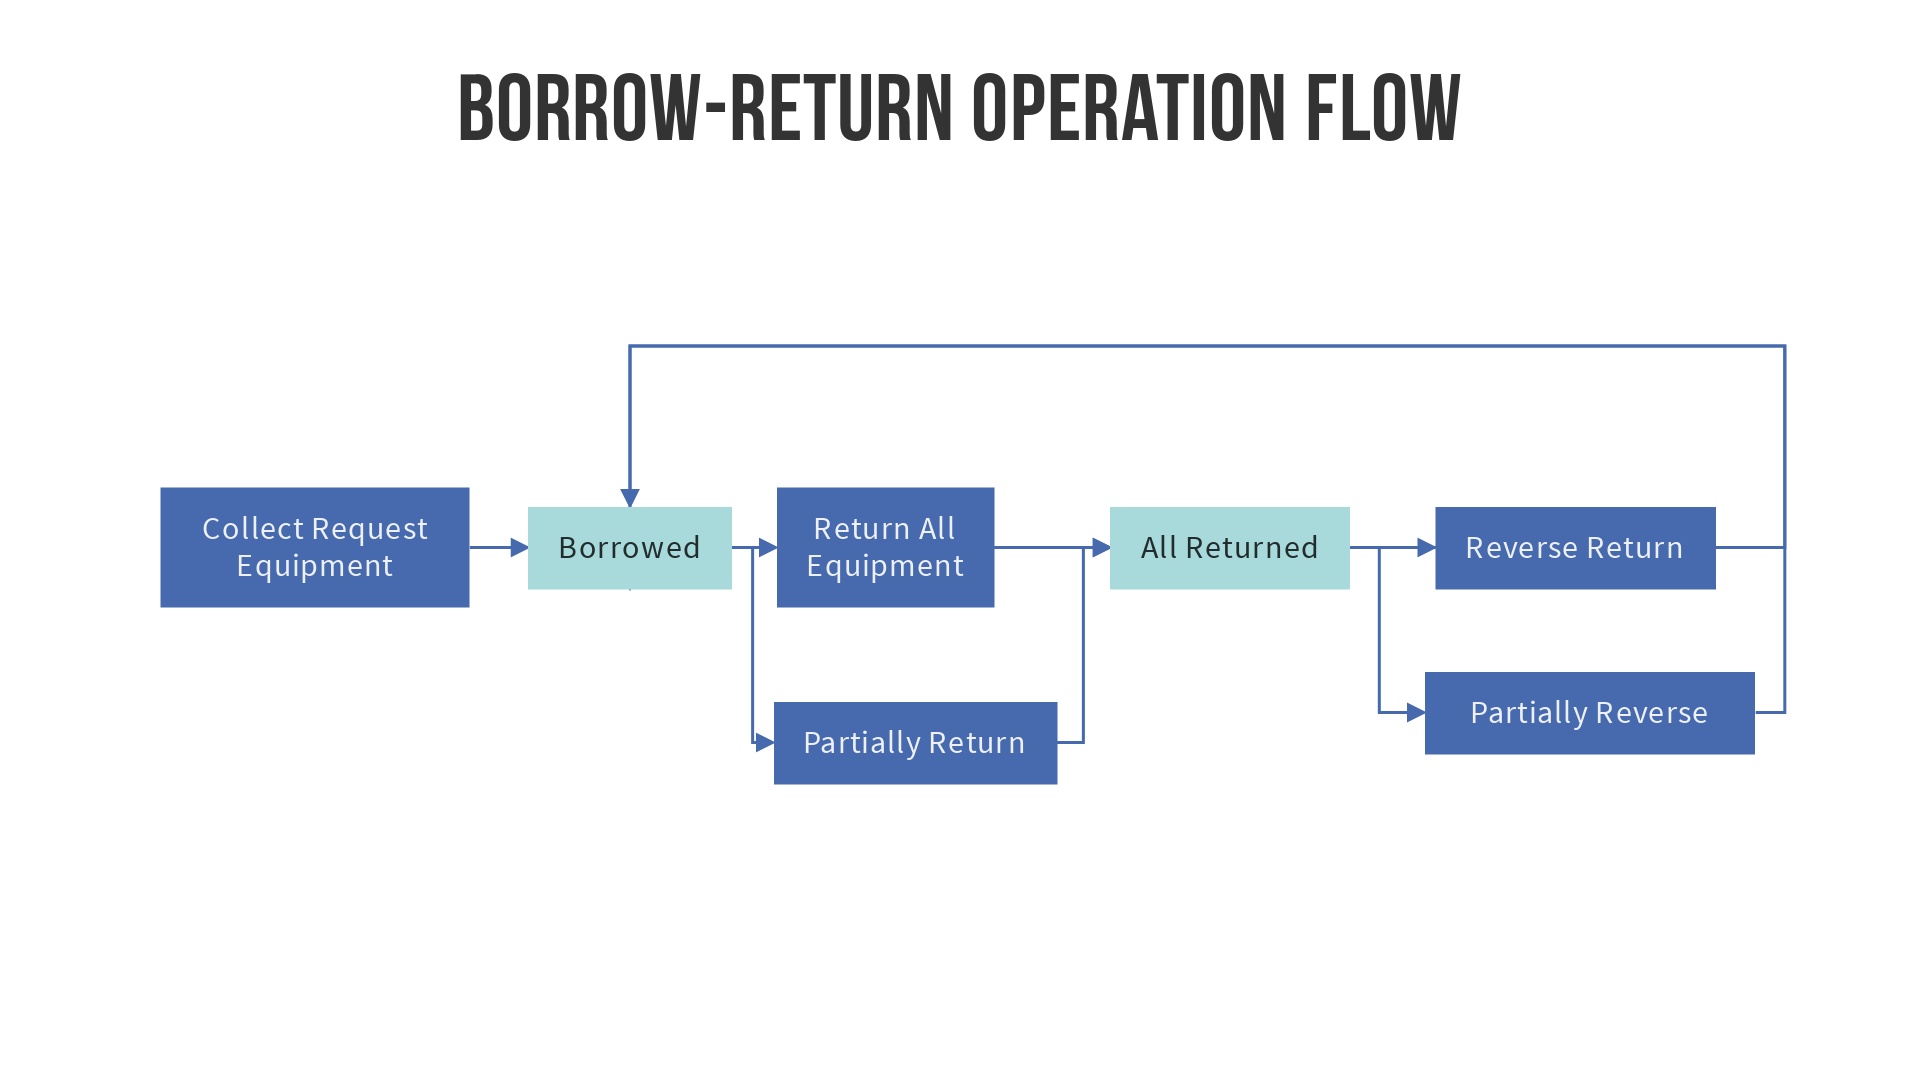 BORROW-RETURN OPERATION FLOW
Collect Request
Equipment
Borrowed
Return All
Equipment
All Returned
Reverse Return
Partially Return
Partially Reverse